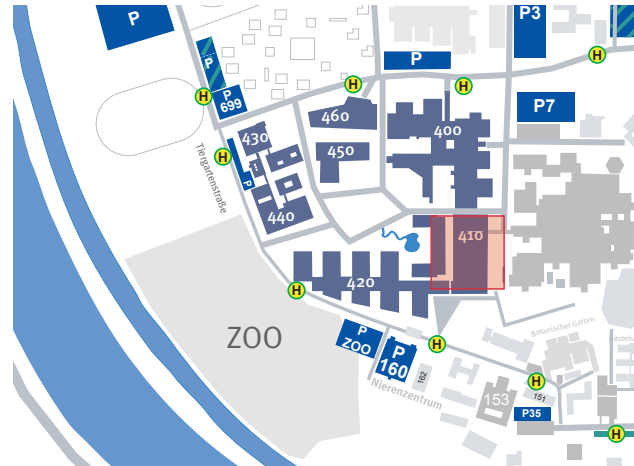 P
P3
H
P
P
H
H
P
699
H
P7
460
400
430
450
H
P
Tiergartenstraße
440
410
420
H
ZOO
P
ZOO
P
160
H
Botanischer Garten
162
Nierenzentrum
153
H
151
P35
H